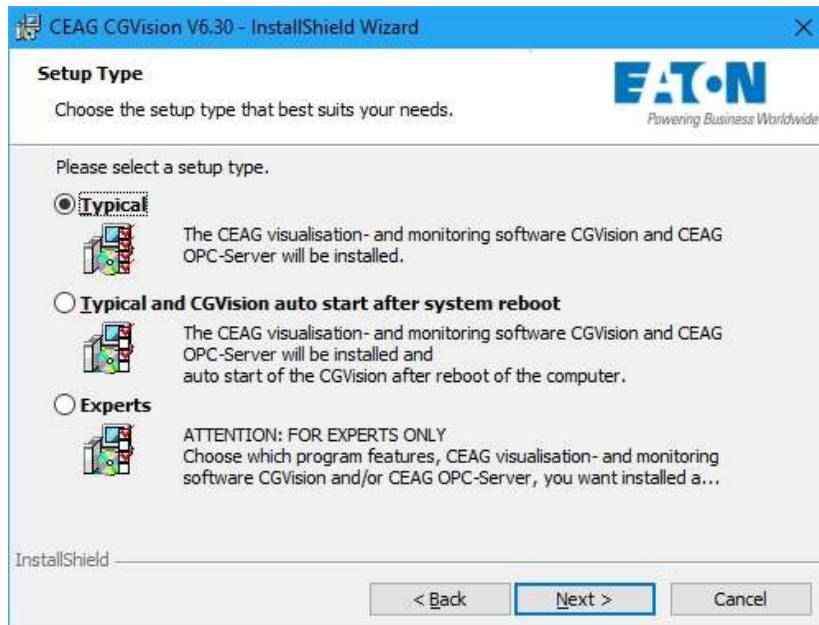 CEAG CGVision V6.30 - InstallShield Wizard
Setup Type
Choose the setup type that best suits your needs.
EATON
Powering Business Worldwide
Please select a setup type.
Typical
The CEAG visualisation- and monitoring software CGVision and CEAG
OPC-Server will be installed.
Typical and CGVision auto start after system reboot
The CEAG visualisation- and monitoring software CGVision and CEAG
OPC-Server will be installed and
auto start of the CGVision after reboot of the computer.
Experts
ATTENTION: FOR EXPERTS ONLY
Choose which program features, CEAG visualisation- and monitoring
software CGVision and/or CEAG OPC-Server, you want installed a...
InstallShield
< Back
Next >
Cancel